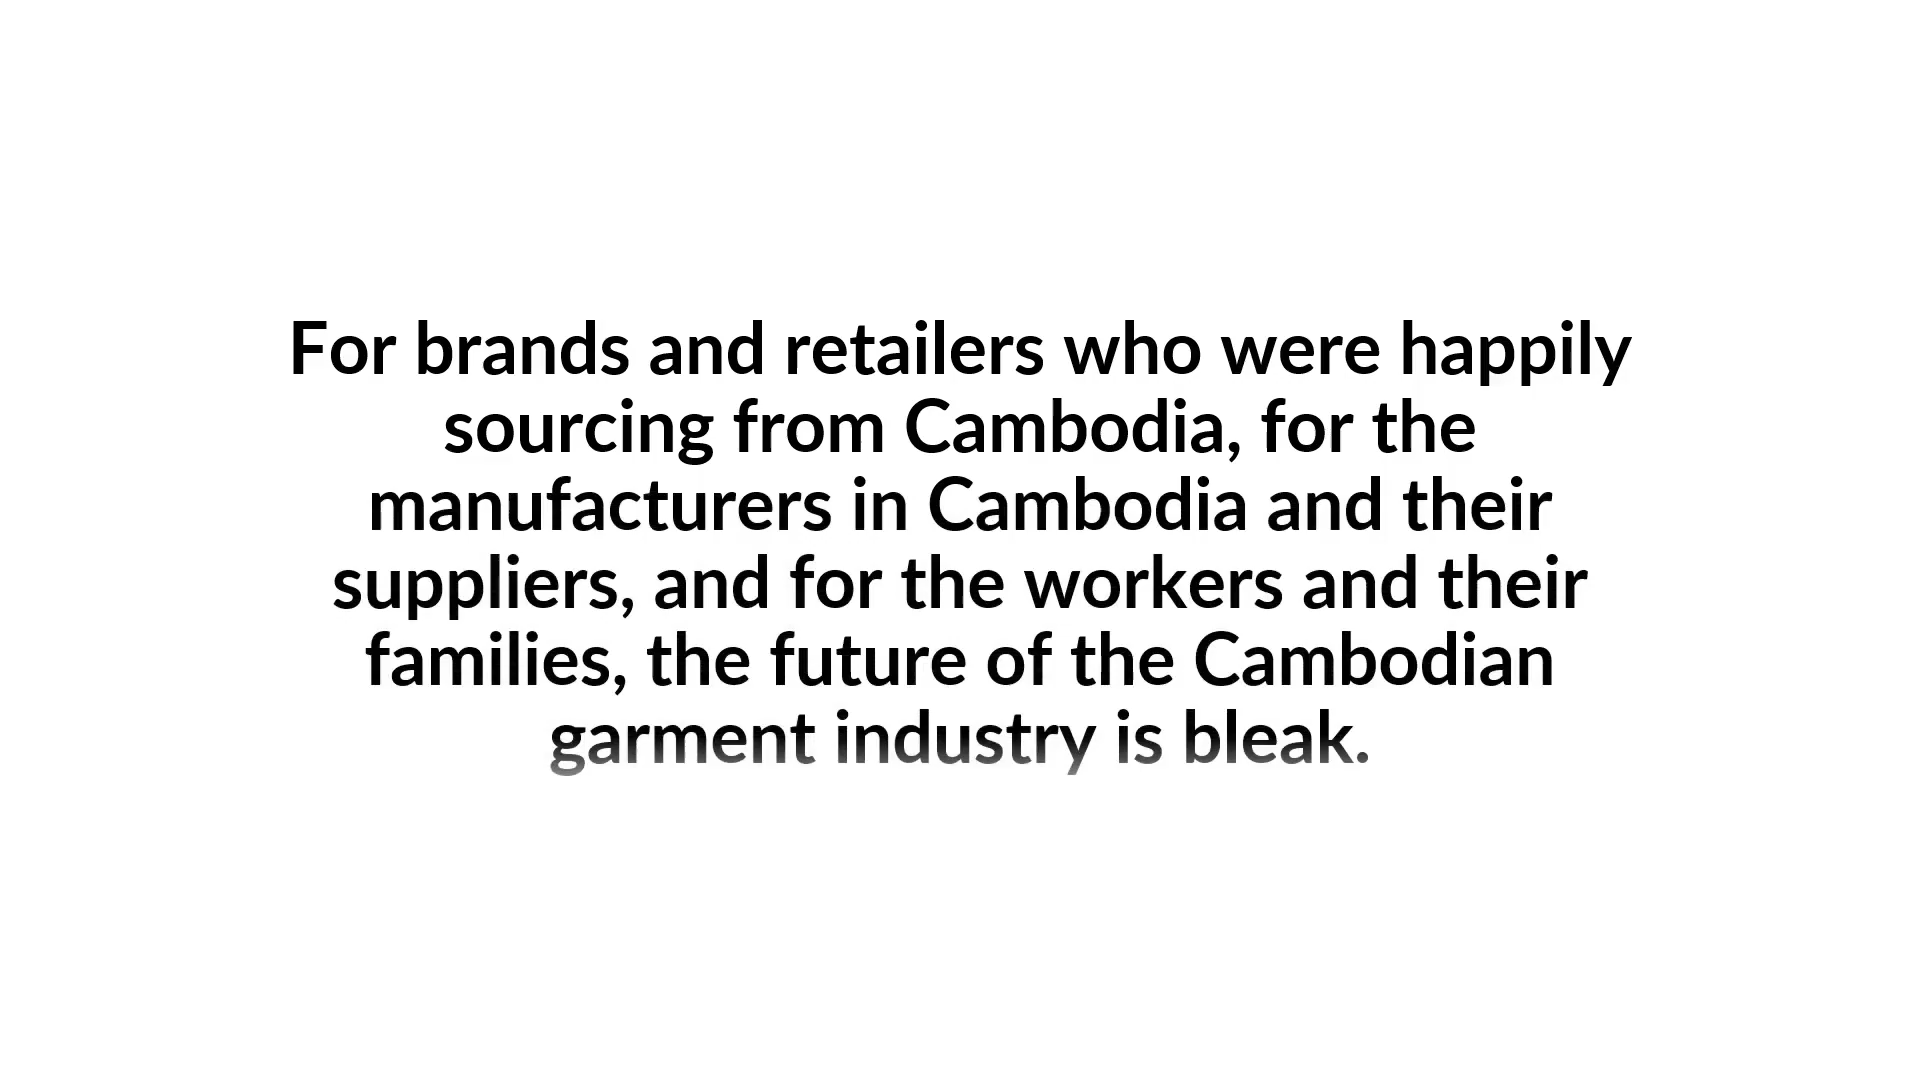 For brands and retailers who were happily
sourcing from Cambodia, for the
manufacturers in Cambodia and their
suppliers, and for the workers and their
families, the future of the Cambodian
garment industry is bleak.